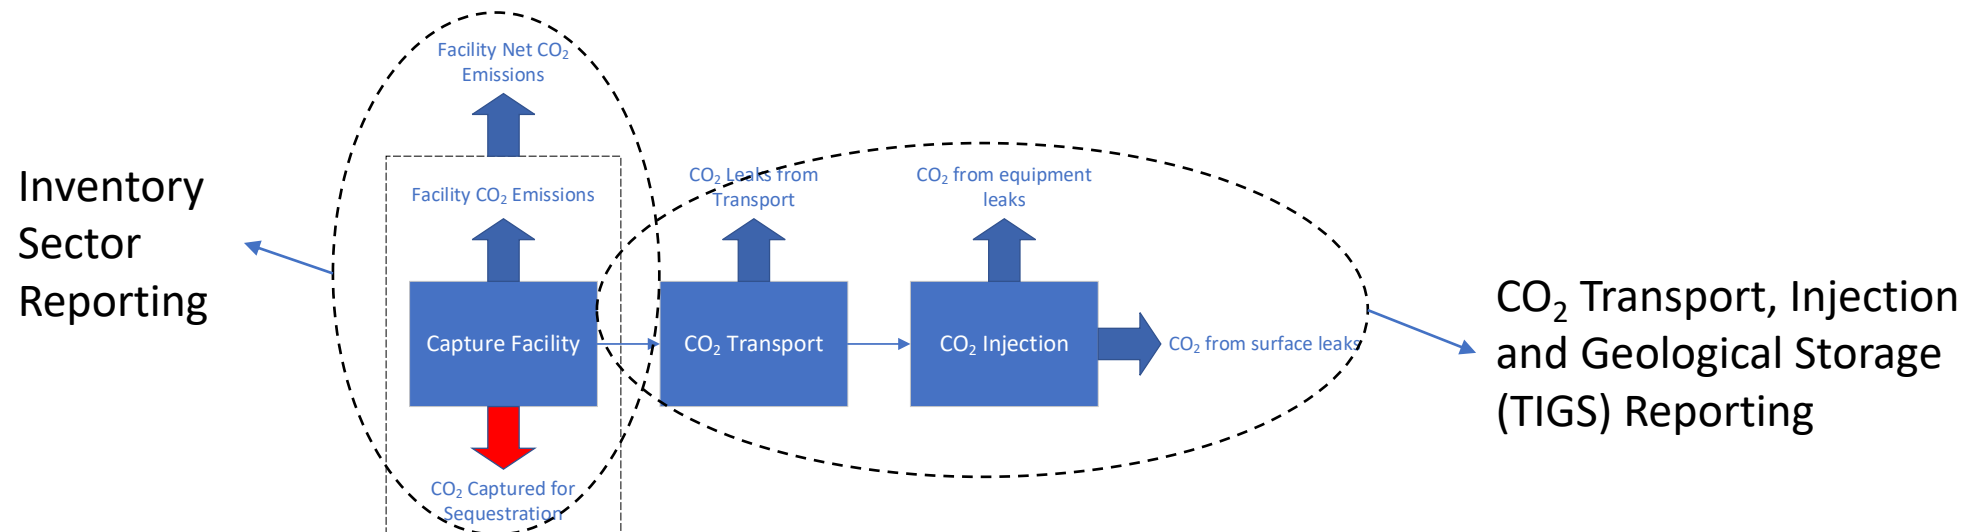 Inventory
Sector
Reporting
Facility Net CO₂
Emissions
Facility CO₂ Emissions
Capture Facility
CO₂ Captured for
Sequestration
CO₂ Leaks from
Transport
CO₂ Transport
CO₂ from equipment
leaks
CO₂ Injection
CO₂ from surface leaks
CO₂ Transport, Injection
and Geological Storage
(TIGS) Reporting